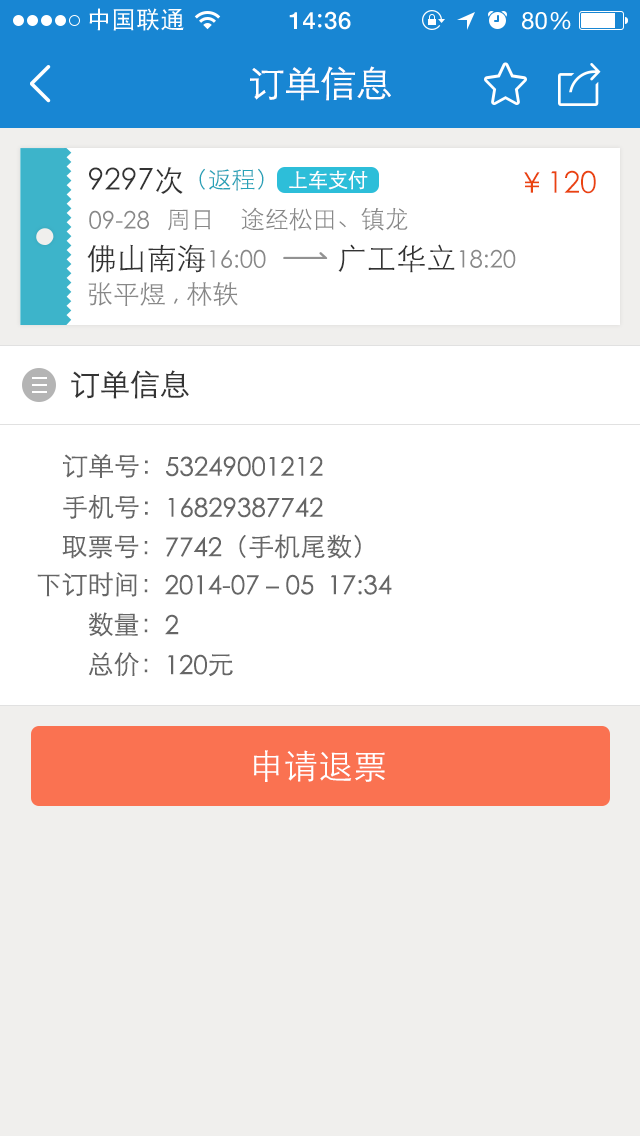 中国联通 14:36 80%
订单信息
9297次（返程） 上车支付 ¥120
09-28 周日 途经松田、镇龙
佛山南海16:00 广工华立18:20
张平煜 , 林轶
订单信息
订单号：53249001212
手机号：16829387742
取票号：7742（手机尾数）
下订时间：2014-07 – 05 17:34
数量：2
总价：120元
申请退票